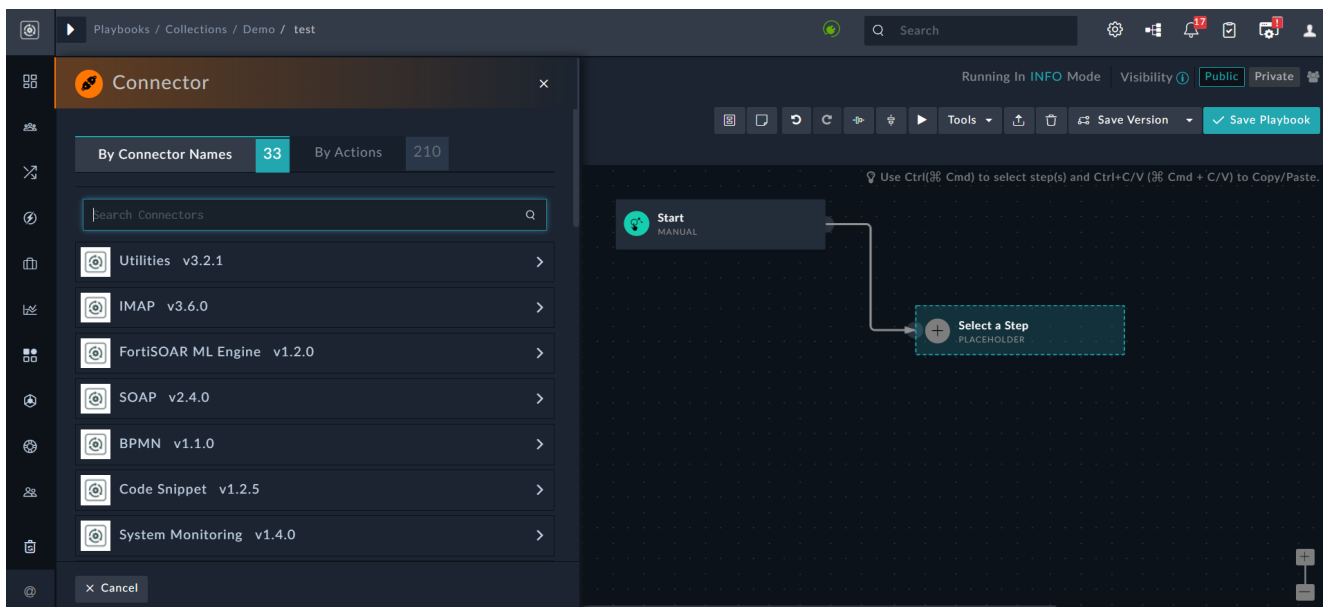 Playbooks / Collections / Demo / test
Search
17
!
Connector
×
Running In INFO Mode
Visibility
Public
Private
Tools
Save Version
Save Playbook
By Connector Names 33
By Actions 210
Use Ctrl(⌘ Cmd) to select step(s) and Ctrl+C/V (⌘ Cmd + C/V) to Copy/Paste.
Search Connectors
Start
MANUAL
Utilities v3.2.1
IMAP v3.6.0
Select a Step
PLACEHOLDER
FortiSOAR ML Engine v1.2.0
SOAP v2.4.0
BPMN v1.1.0
Code Snippet v1.2.5
System Monitoring v1.4.0
× Cancel
@